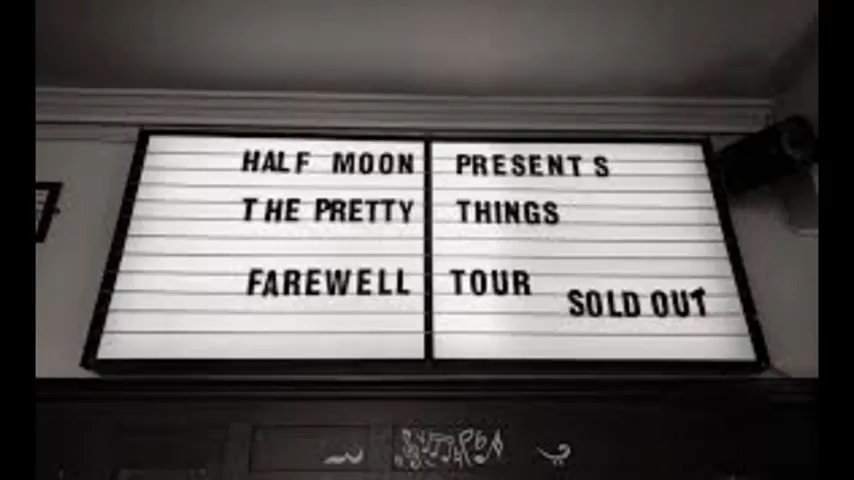 HALF MOON PRESENTS
THE PRETTY THINGS
FAREWELL TOUR
SOLD OUT